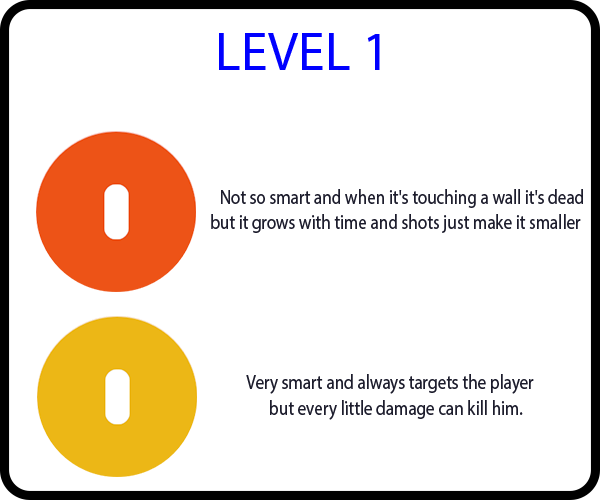 LEVEL 1
Not so smart and when it's touching a wall it's dead
but it grows with time and shots just make it smaller
Very smart and always targets the player
but every little damage can kill him.